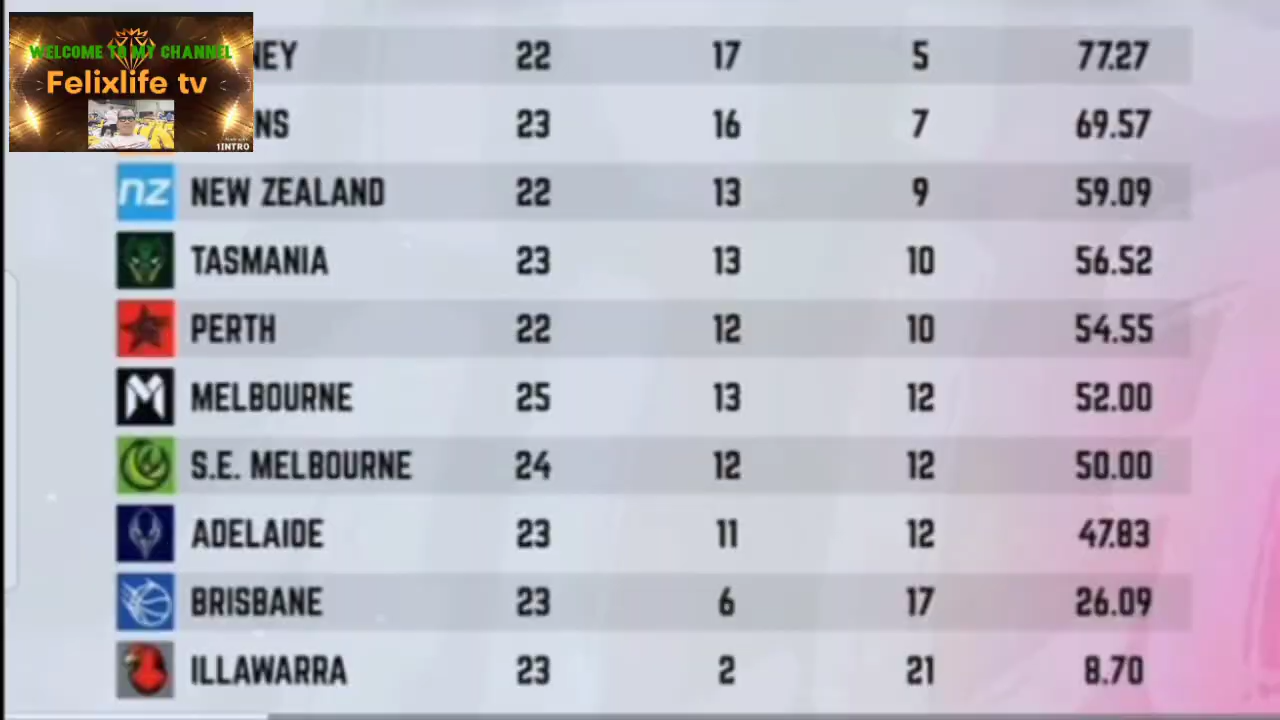 WELCOME TO MY CHANNEL
Felixlife tv
1INTRO
NEY 22 17 5 77.27
NS 23 16 7 69.57
nz NEW ZEALAND 22 13 9 59.09
TASMANIA 23 13 10 56.52
PERTH 22 12 10 54.55
M MELBOURNE 25 13 12 52.00
S.E. MELBOURNE 24 12 12 50.00
ADELAIDE 23 11 12 47.83
BRISBANE 23 6 17 26.09
ILLAWARRA 23 2 21 8.70